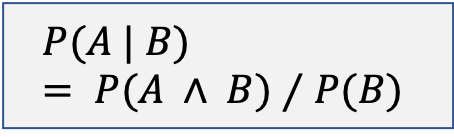 P(A | B)
= P(A ∧ B) / P(B)